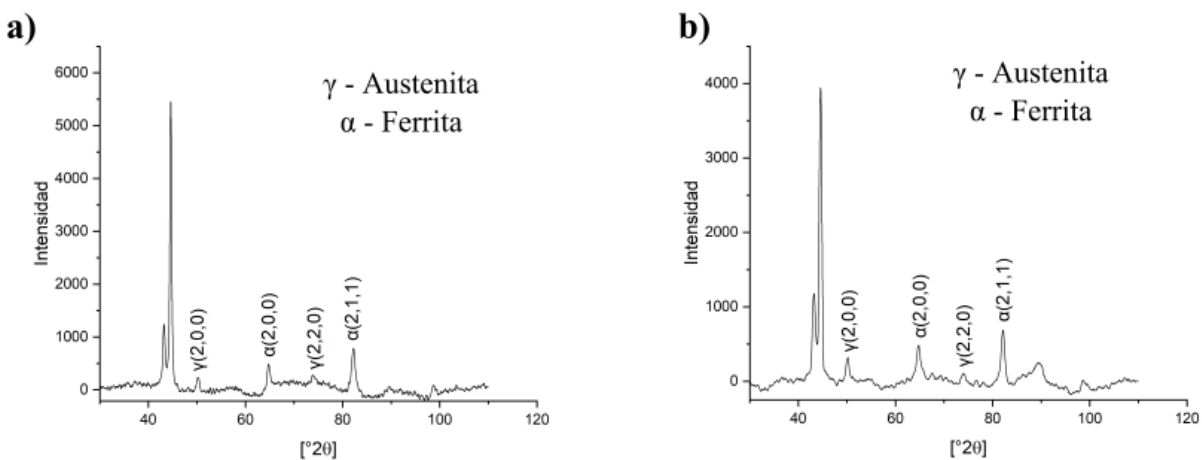 a)
γ - Austenita
α - Ferrita
Intensidad
6000
5000
4000
3000
2000
1000
0
γ(2,0,0)
α(2,0,0)
γ(2,2,0)
α(2,1,1)
40
60
80
100
120
[°2θ]
b)
γ - Austenita
α - Ferrita
Intensidad
4000
3000
2000
1000
0
γ(2,0,0)
α(2,0,0)
γ(2,2,0)
α(2,1,1)
40
60
80
100
120
[°2θ]